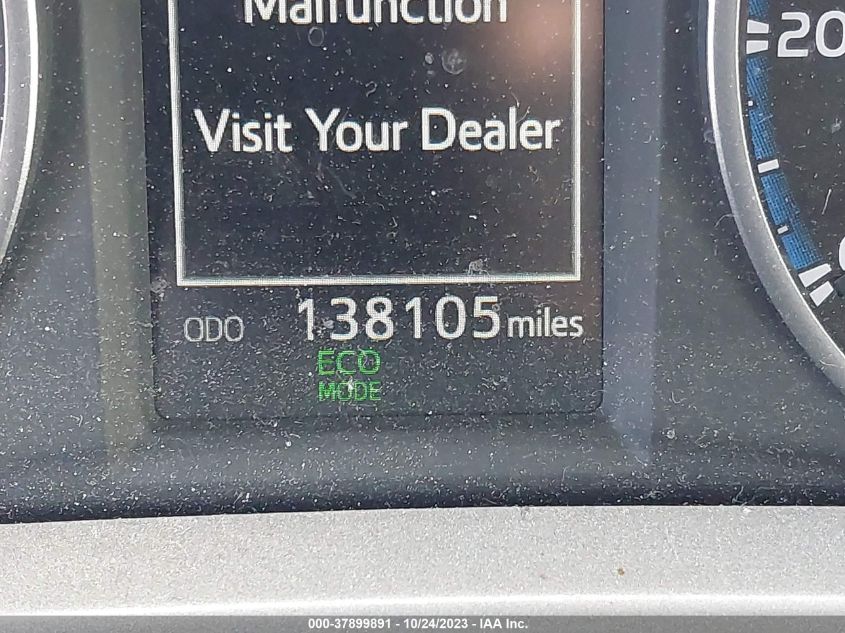 Malfunction
Visit Your Dealer
20
ODO 138105 miles
ECO
MODE
000-37899891 | 10/24/2023 - IAA Inc.